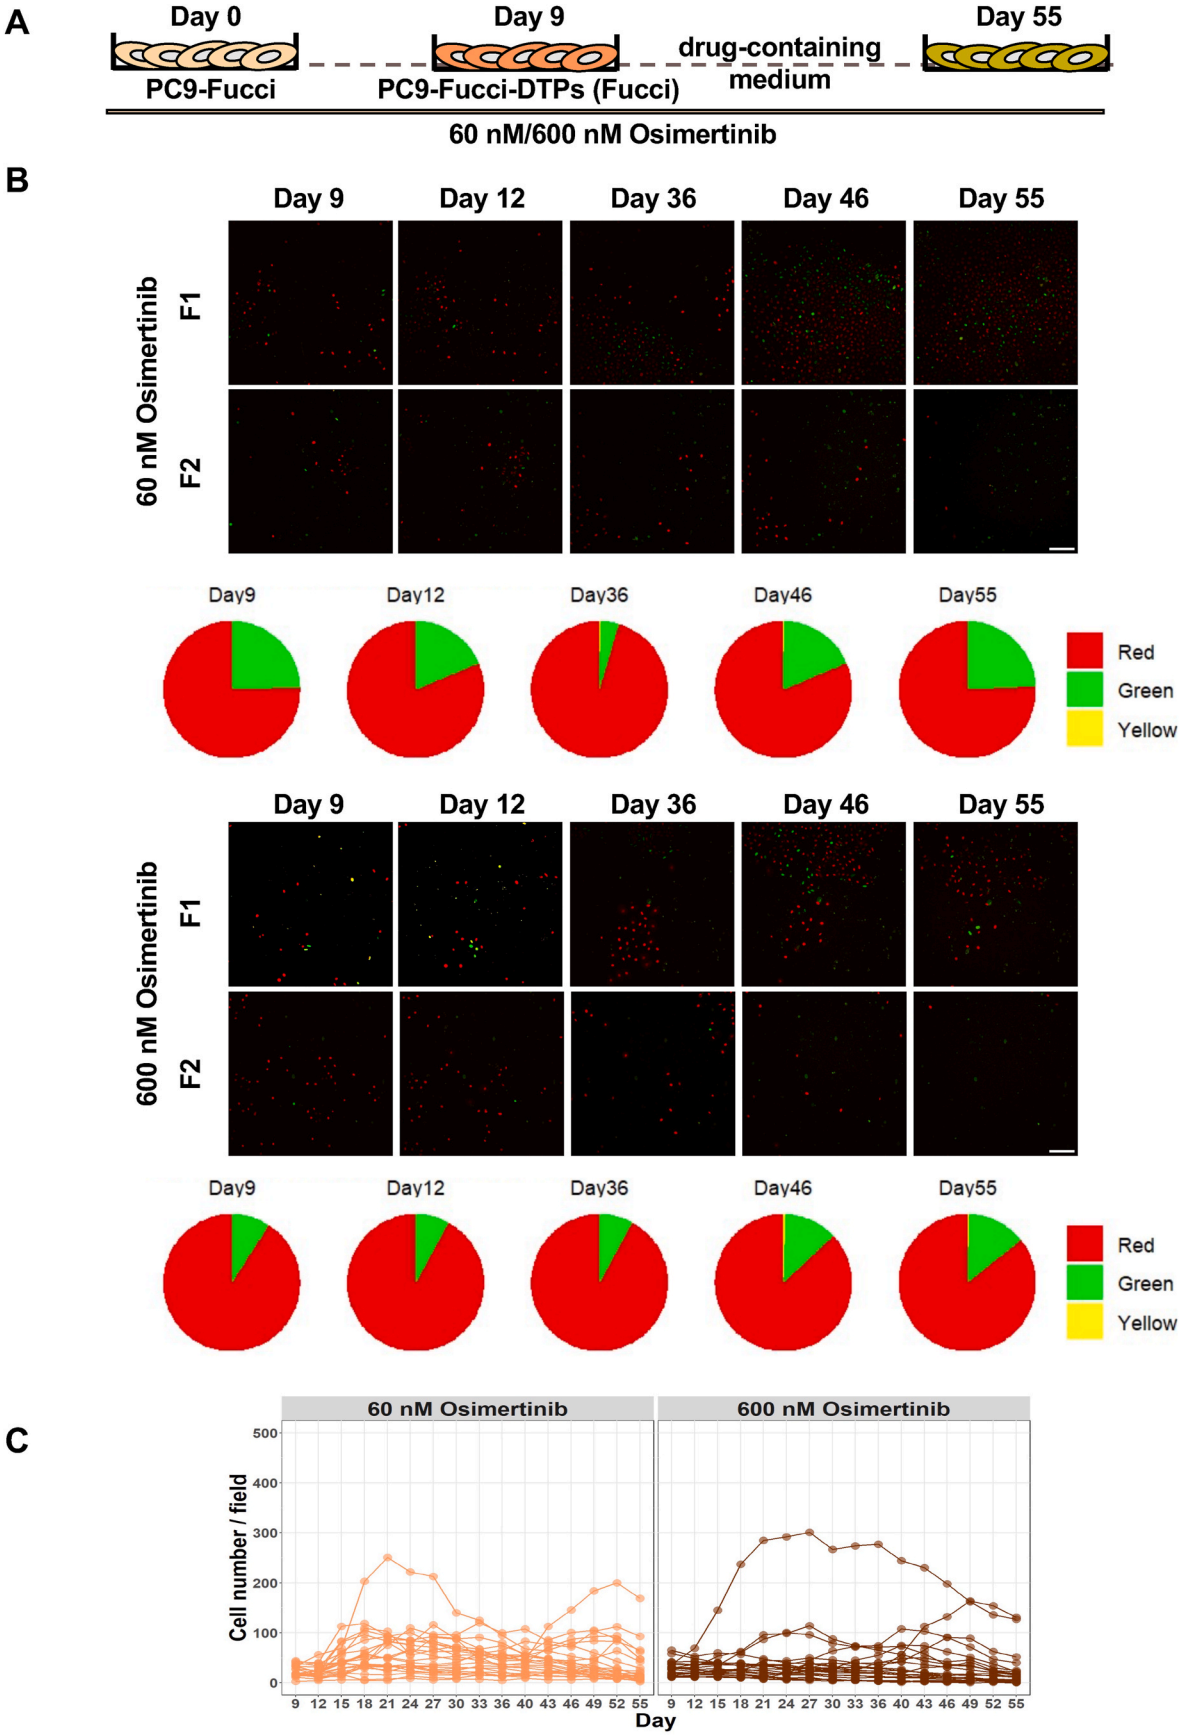 A
Day 0
Day 9
Day 55
drug-containing
medium
PC9-Fucci
PC9-Fucci-DTPs (Fucci)
60 nM/600 nM Osimertinib
B
Day 9
Day 12
Day 36
Day 46
Day 55
60 nM Osimertinib
F1
F2
Day9
Day12
Day36
Day46
Day55
Red
Green
Yellow
Day 9
Day 12
Day 36
Day 46
Day 55
600 nM Osimertinib
F1
F2
Day9
Day12
Day36
Day46
Day55
Red
Green
Yellow
C
60 nM Osimertinib
600 nM Osimertinib
Cell number / field
500
400
300
200
100
0
9 12 15 18 21 24 27 30 33 36 40 43 46 49 52 55
9 12 15 18 21 24 27 30 33 36 40 43 46 49 52 55
Day